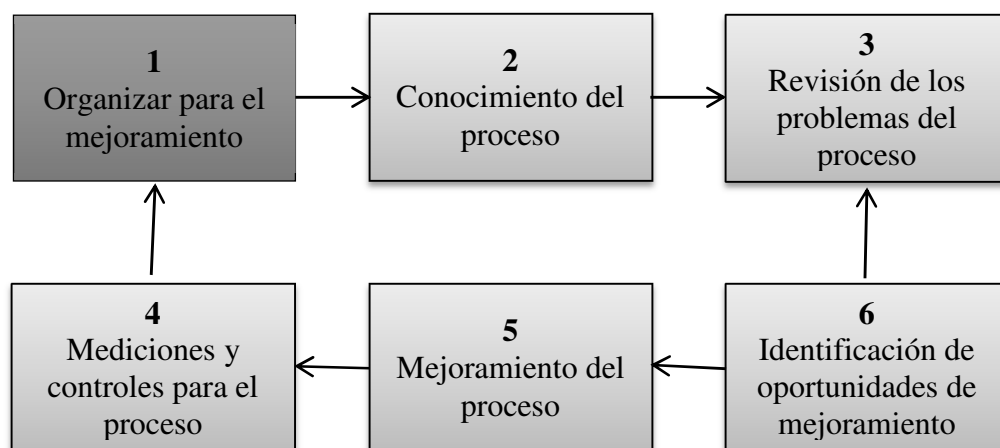 1
Organizar para el
mejoramiento
2
Conocimiento del
proceso
3
Revisión de los
problemas del
proceso
4
Mediciones y
controles para el
proceso
5
Mejoramiento del
proceso
6
Identificación de
oportunidades de
mejoramiento